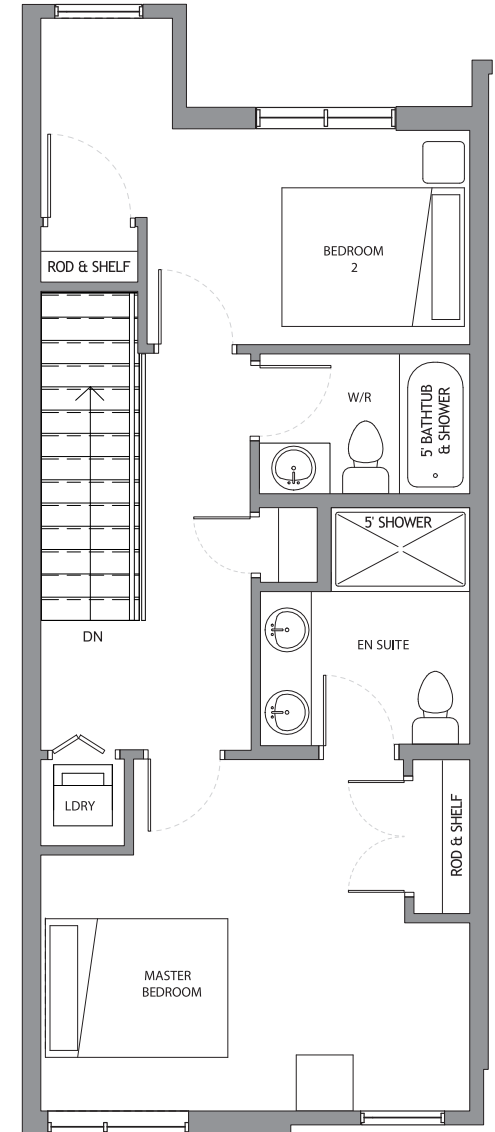 ROD & SHELF
BEDROOM
2
W/R
5' BATHTUB
& SHOWER
5' SHOWER
DN
EN SUITE
LDRY
ROD & SHELF
MASTER
BEDROOM